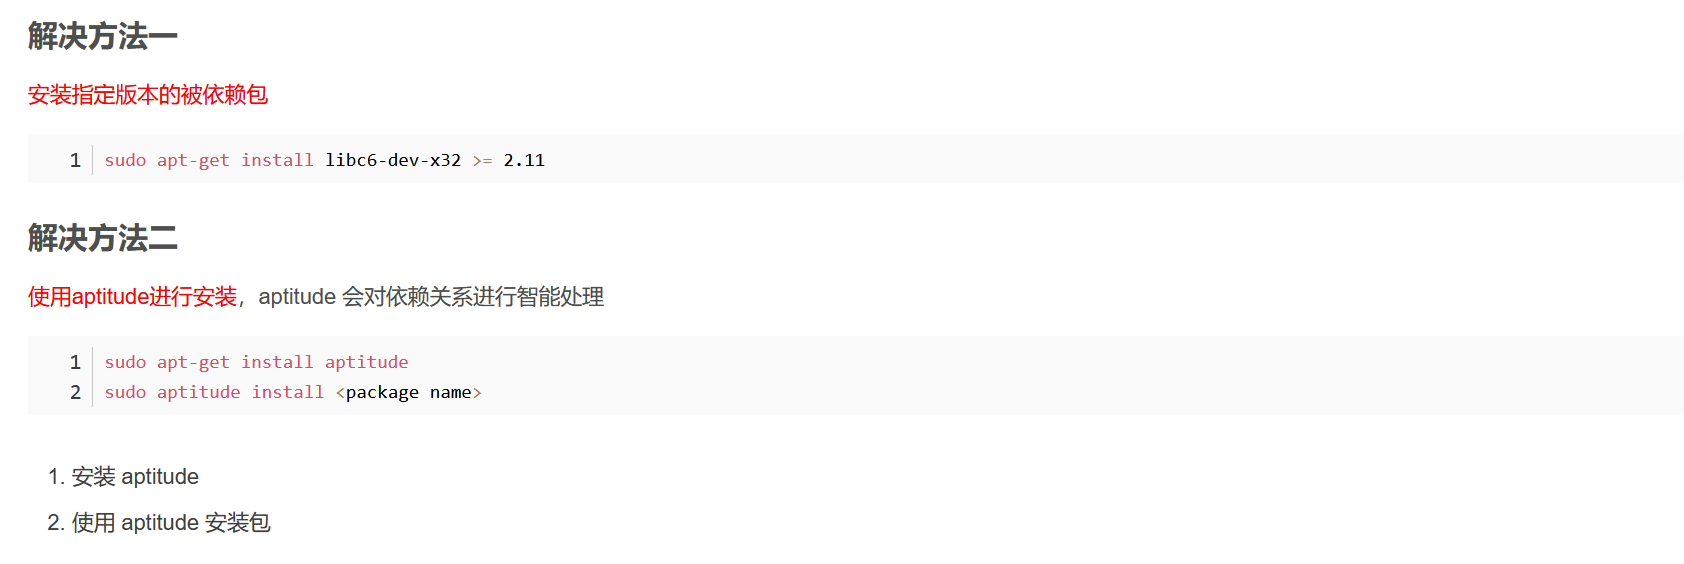 解决方法一
安装指定版本的被依赖包
1 sudo apt-get install libc6-dev-x32 >= 2.11
解决方法二
使用aptitude进行安装，aptitude 会对依赖关系进行智能处理
1 sudo apt-get install aptitude
2 sudo aptitude install <package name>
1. 安装 aptitude
2. 使用 aptitude 安装包